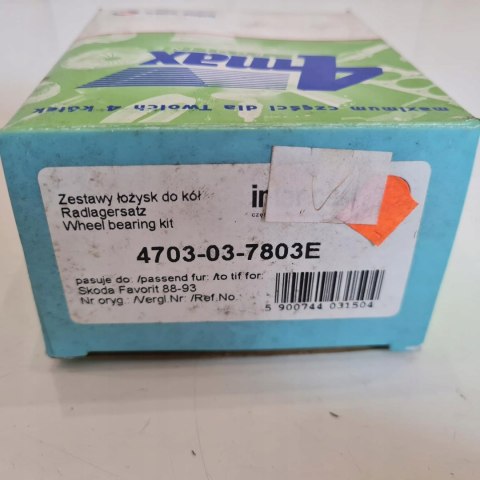 4max
maximum części dla Twoich 4 kółek
Zestawy łożysk do kół
Radlagersatz
Wheel bearing kit
4703-03-7803E
pasuje do: /passend fur: /to tif for:
Skoda Favorit 88-93
Nr oryg.:/Vergl.Nr: /Ref.No.:
5 900744 031504